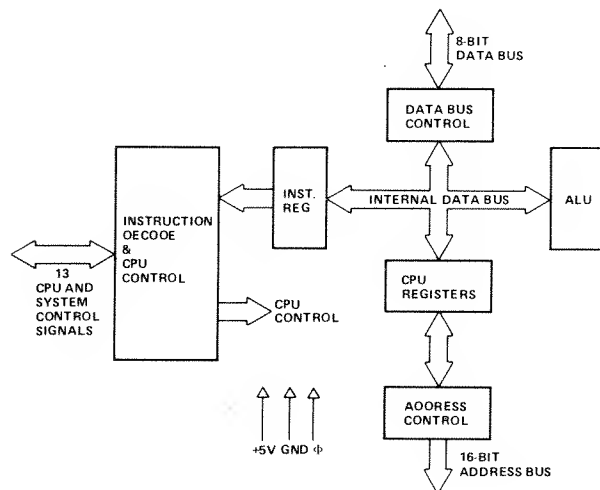 8-BIT
DATA BUS
DATA BUS
CONTROL
INST.
REG
INTERNAL DATA BUS
ALU
INSTRUCTION
OECOOE
&
CPU
CONTROL
13
CPU AND
SYSTEM
CONTROL
SIGNALS
CPU
CONTROL
CPU
REGISTERS
AOORESS
CONTROL
+5V GND Φ
16-BIT
ADDRESS BUS